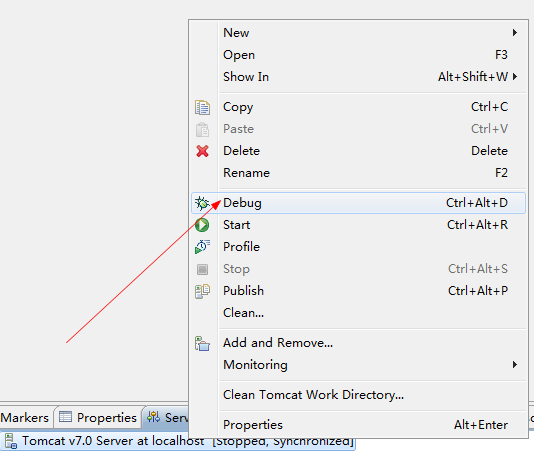 New
Open F3
Show In Alt+Shift+W
Copy Ctrl+C
Paste Ctrl+V
Delete Delete
Rename F2
Debug Ctrl+Alt+D
Start Ctrl+Alt+R
Profile
Stop Ctrl+Alt+S
Publish Ctrl+Alt+P
Clean...
Add and Remove...
Monitoring
Clean Tomcat Work Directory...
Properties Alt+Enter
Markers Properties Serv
Tomcat v7.0 Server at localhost [Stopped, Synchronized]